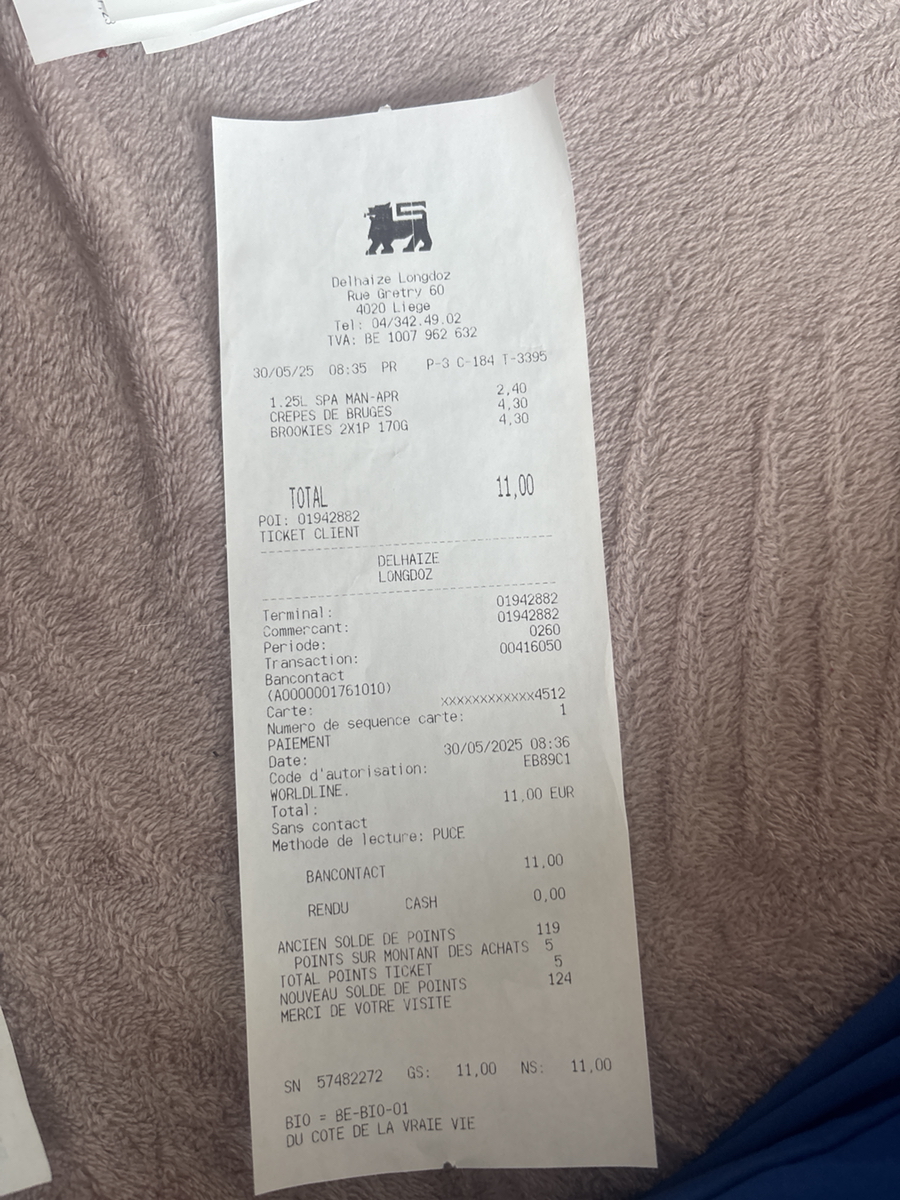 Delhaize Longdoz
Rue Gretry 60
4020 Liege
Tel: 04/342.49.02
TVA: BE 1007 962 632
30/05/25 08:35 PR P-3 C-184 T-3395
1.25L SPA MAN-APR 2,40
CREPES DE BRUGES 4,30
BROOKIES 2X1P 170G 4,30
TOTAL 11,00
POI: 01942882
TICKET CLIENT
DELHAIZE
LONGDOZ
Terminal: 01942882
Commercant: 01942882
Periode: 0260
Transaction: 00416050
Bancontact
(A0000001761010)
Carte: xxxxxxxxxxxx4512
Numero de sequence carte: 1
PAIEMENT
Date: 30/05/2025 08:36
Code d'autorisation: EB89C1
WORLDLINE.
Total: 11,00 EUR
Sans contact
Methode de lecture: PUCE
BANCONTACT 11,00
RENDU CASH 0,00
ANCIEN SOLDE DE POINTS 119
POINTS SUR MONTANT DES ACHATS 5
TOTAL POINTS TICKET 5
NOUVEAU SOLDE DE POINTS 124
MERCI DE VOTRE VISITE
SN 57482272 GS: 11,00 NS: 11,00
BIO = BE-BIO-01
DU COTE DE LA VRAIE VIE